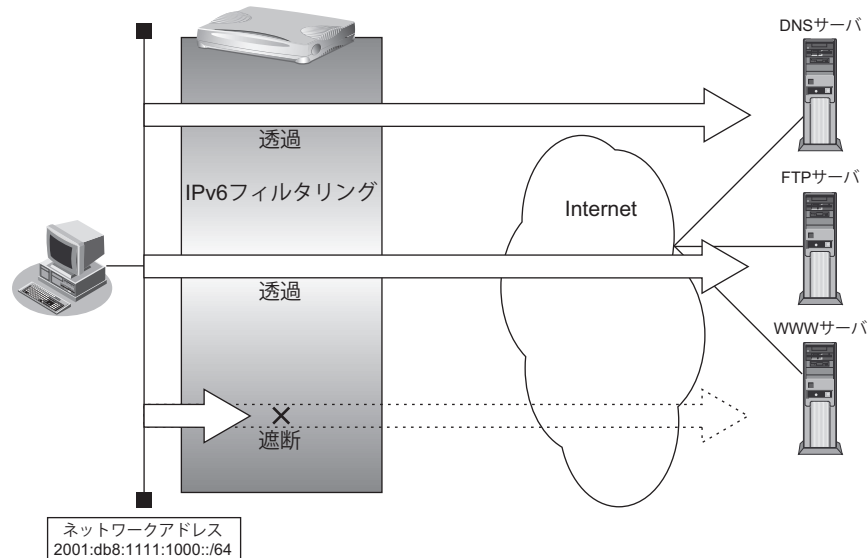 DNSサーバ
透過
IPv6フィルタリング
FTPサーバ
Internet
透過
WWWサーバ
×
遮断
ネットワークアドレス
2001:db8:1111:1000::/64